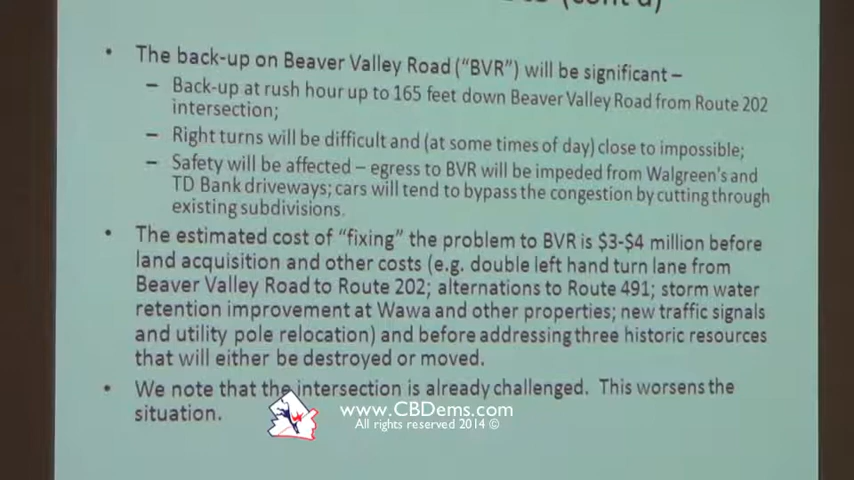 (cont'd)
• The back-up on Beaver Valley Road ("BVR") will be significant –
– Back-up at rush hour up to 165 feet down Beaver Valley Road from Route 202
intersection;
– Right turns will be difficult and (at some times of day) close to impossible;
– Safety will be affected – egress to BVR will be impeded from Walgreen's and
TD Bank driveways; cars will tend to bypass the congestion by cutting through
existing subdivisions.
• The estimated cost of "fixing" the problem to BVR is $3-$4 million before
land acquisition and other costs (e.g. double left hand turn lane from
Beaver Valley Road to Route 202; alternations to Route 491; storm water
retention improvement at Wawa and other properties; new traffic signals
and utility pole relocation) and before addressing three historic resources
that will either be destroyed or moved.
• We note that the intersection is already challenged. This worsens the
situation.
www.CBDems.com
All rights reserved 2014 ©